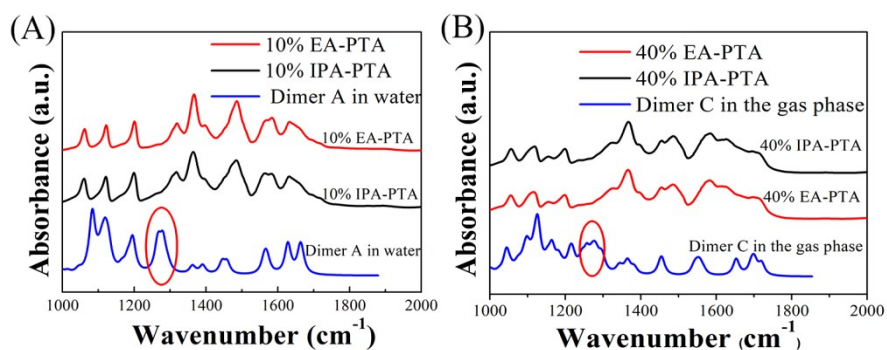 (A)
10% EA-PTA
10% IPA-PTA
Dimer A in water
10% EA-PTA
10% IPA-PTA
Dimer A in water
Absorbance (a.u.)
1000 1200 1400 1600 1800 2000
Wavenumber (cm⁻¹)
(B)
40% EA-PTA
40% IPA-PTA
Dimer C in the gas phase
40% IPA-PTA
40% EA-PTA
Dimer C in the gas phase
Absorbance (a.u.)
1000 1200 1400 1600 1800 2000
Wavenumber (cm⁻¹)